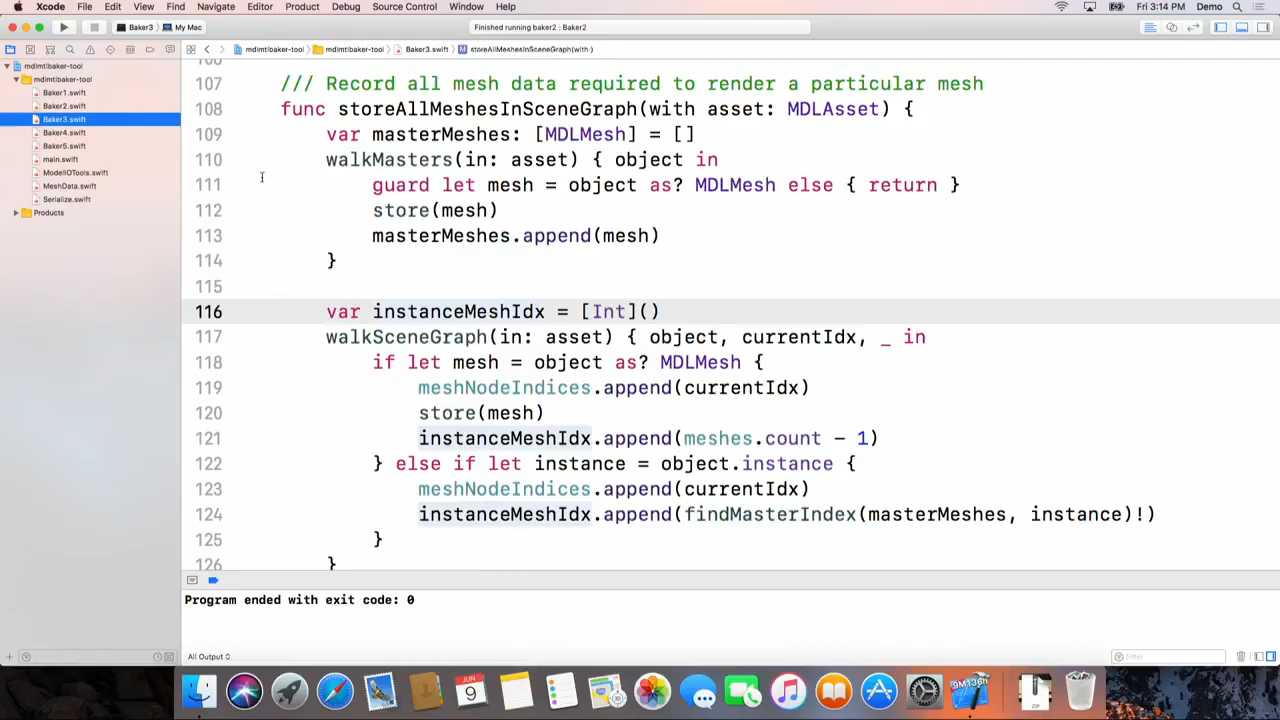 Xcode File Edit View Find Navigate Editor Product Debug Source Control Window Help
Fri 3:14 PM Demo
Baker3 My Mac
Finished running baker2 : Baker2
mdlmtlbaker-tool mdlmtlbaker-tool Baker3.swift M storeAllMeshesInSceneGraph(with:)
mdlmtlbaker-tool
mdlmtlbaker-tool
Baker1.swift
Baker2.swift
Baker3.swift
Baker4.swift
Baker5.swift
main.swift
ModelIOTools.swift
MeshData.swift
Serialize.swift
Products
106
107 /// Record all mesh data required to render a particular mesh
108 func storeAllMeshesInSceneGraph(with asset: MDLAsset) {
109 var masterMeshes: [MDLMesh] = []
110 walkMasters(in: asset) { object in
111 guard let mesh = object as? MDLMesh else { return }
112 store(mesh)
113 masterMeshes.append(mesh)
114 }
115
116 var instanceMeshIdx = [Int]()
117 walkSceneGraph(in: asset) { object, currentIdx, _ in
118 if let mesh = object as? MDLMesh {
119 meshNodeIndices.append(currentIdx)
120 store(mesh)
121 instanceMeshIdx.append(meshes.count - 1)
122 } else if let instance = object.instance {
123 meshNodeIndices.append(currentIdx)
124 instanceMeshIdx.append(findMasterIndex(masterMeshes, instance)!)
125 }
126 }
Program ended with exit code: 0
All Output
Filter
JUN
9
9M136h
ZIP